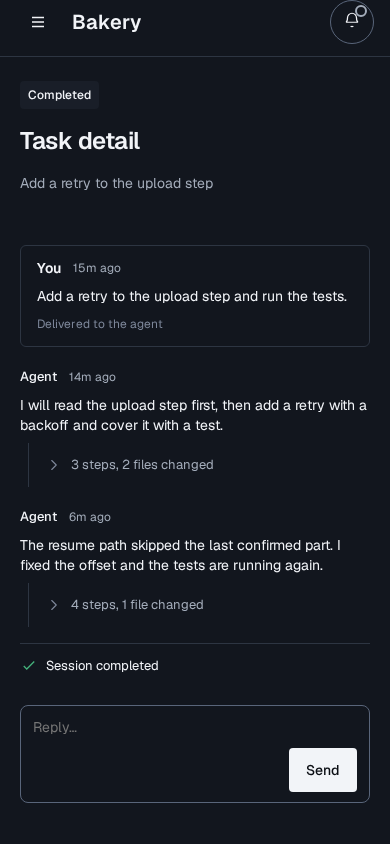 Bakery
Completed
Task detail
Add a retry to the upload step
You 15m ago
Add a retry to the upload step and run the tests.
Delivered to the agent
Agent 14m ago
I will read the upload step first, then add a retry with a
backoff and cover it with a test.
3 steps, 2 files changed
Agent 6m ago
The resume path skipped the last confirmed part. I
fixed the offset and the tests are running again.
4 steps, 1 file changed
Session completed
Reply...
Send